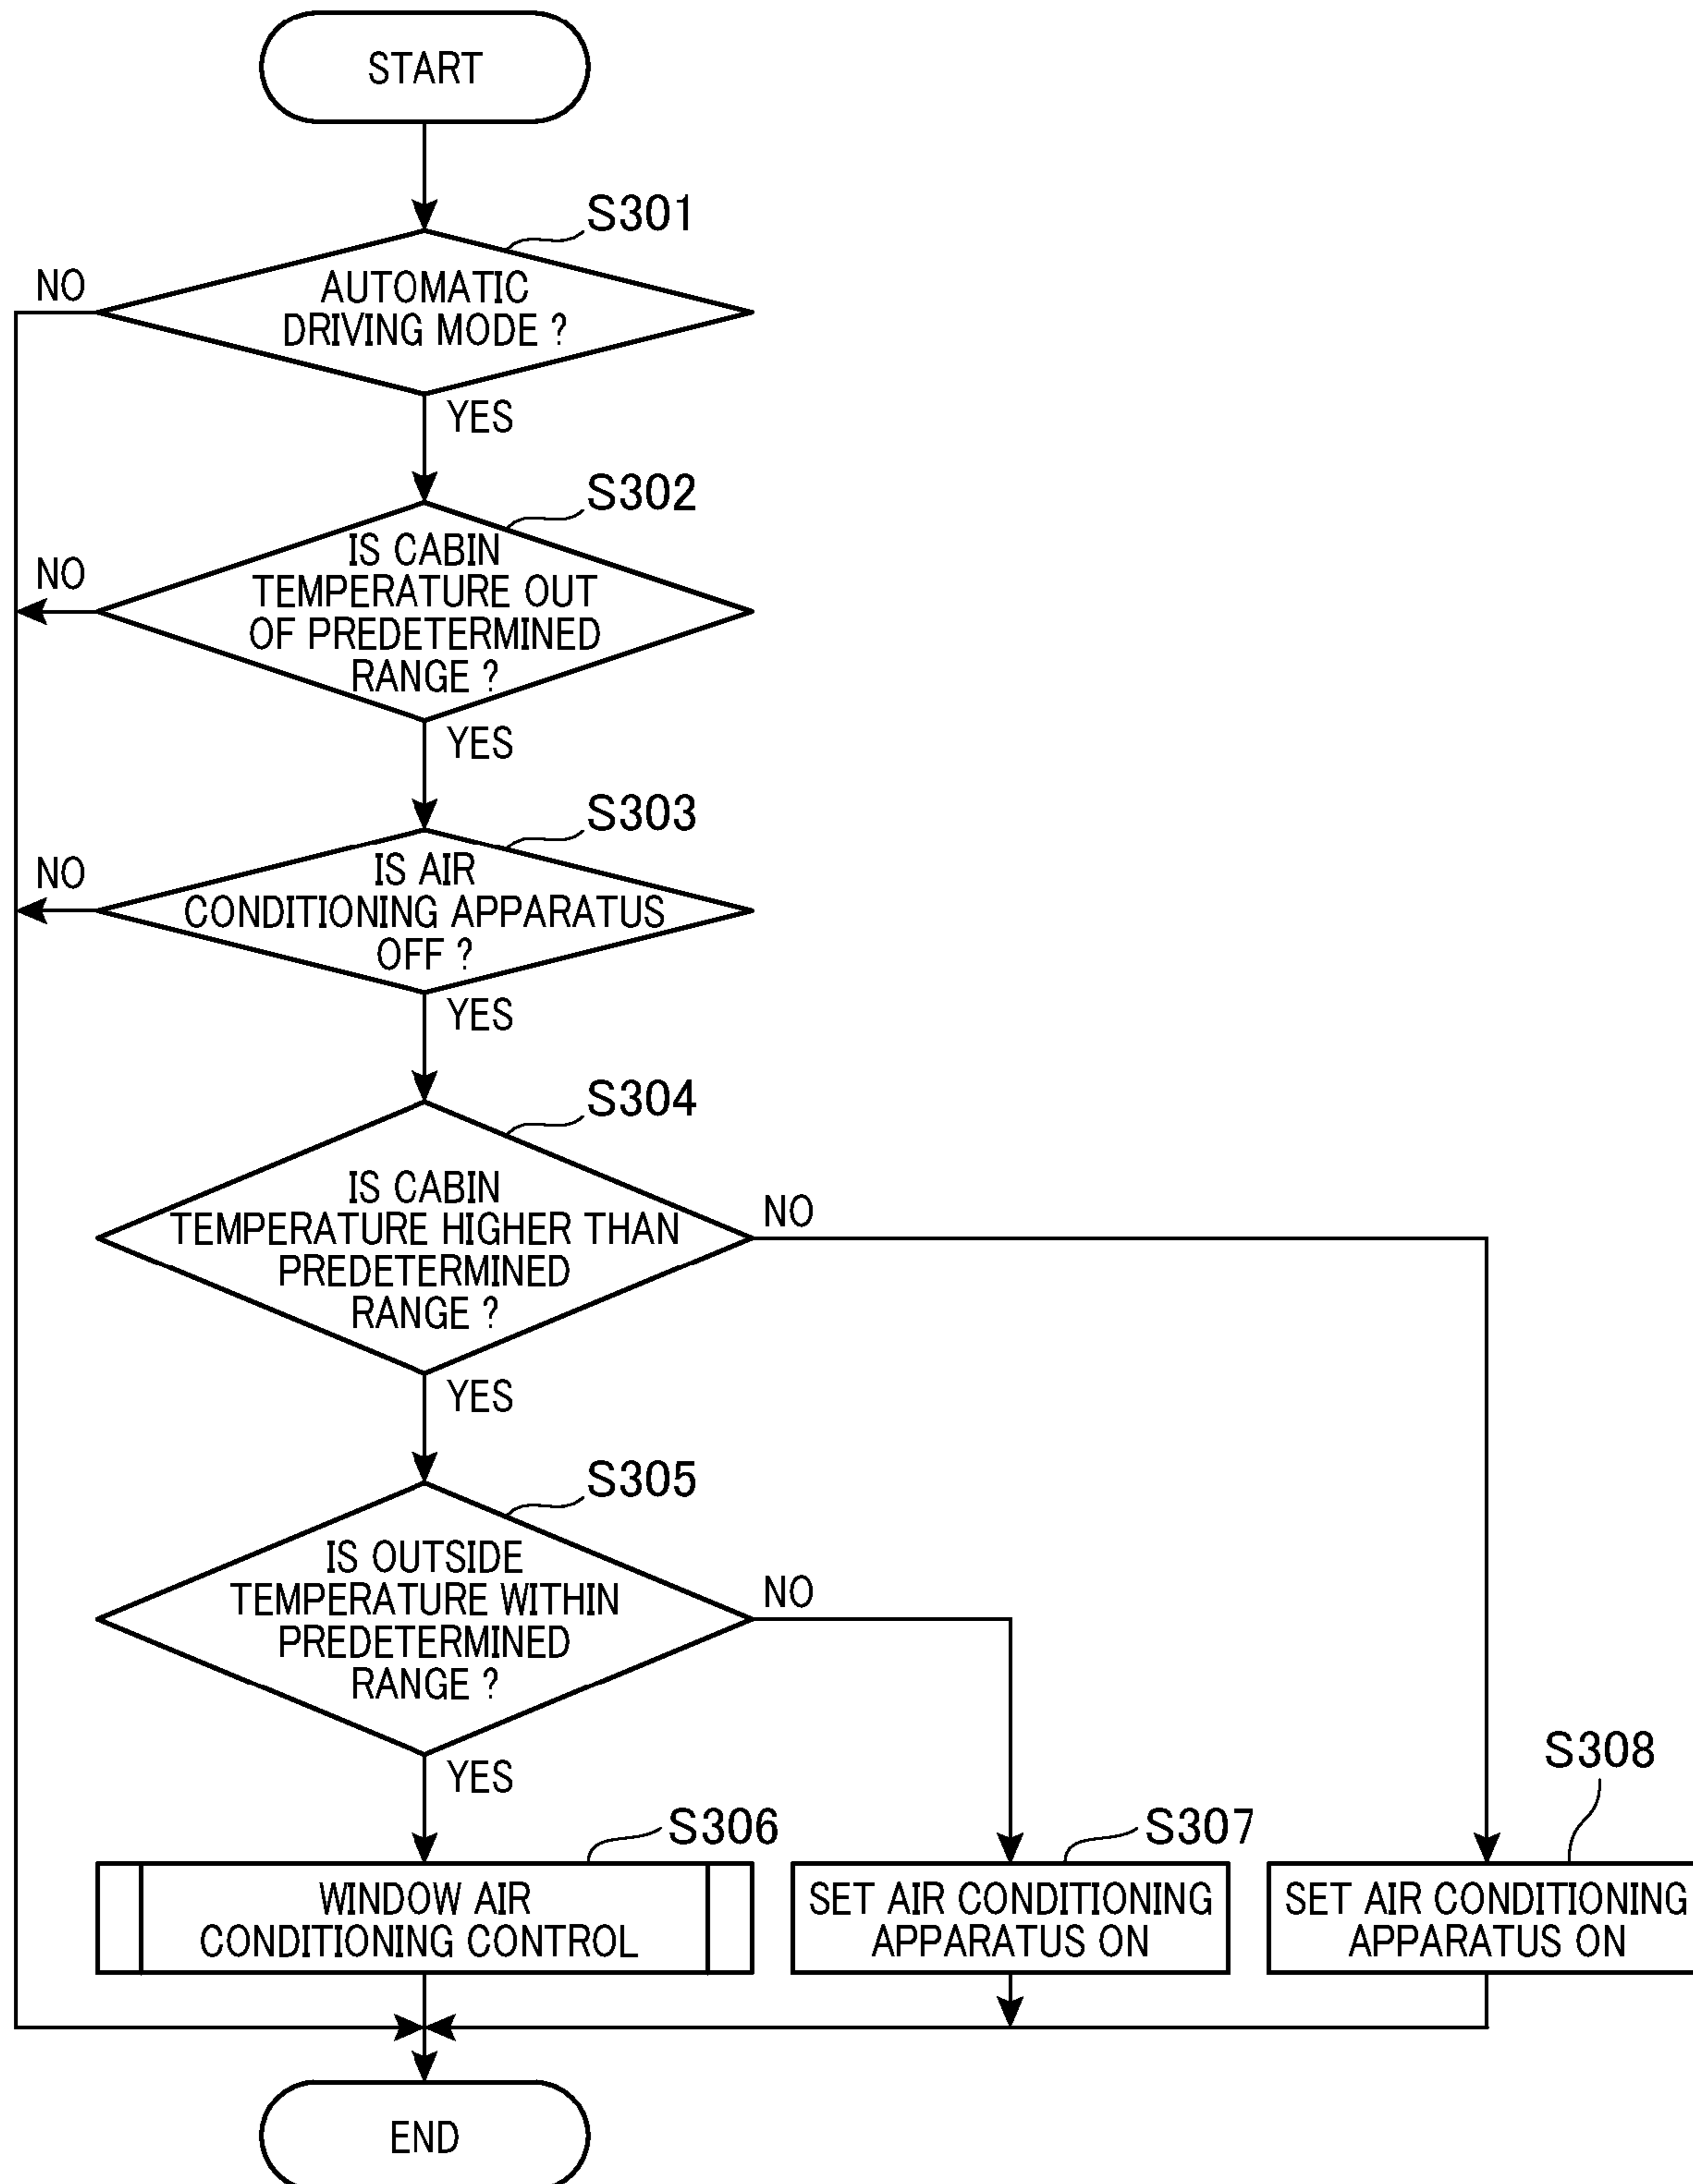 START
S301
NO
AUTOMATIC
DRIVING MODE ?
YES
S302
NO
IS CABIN
TEMPERATURE OUT
OF PREDETERMINED
RANGE ?
YES
S303
NO
IS AIR
CONDITIONING APPARATUS
OFF ?
YES
S304
IS CABIN
TEMPERATURE HIGHER THAN
PREDETERMINED
RANGE ?
NO
YES
S305
IS OUTSIDE
TEMPERATURE WITHIN
PREDETERMINED
RANGE ?
NO
YES
S306
WINDOW AIR
CONDITIONING CONTROL
S307
SET AIR CONDITIONING
APPARATUS ON
S308
SET AIR CONDITIONING
APPARATUS ON
END